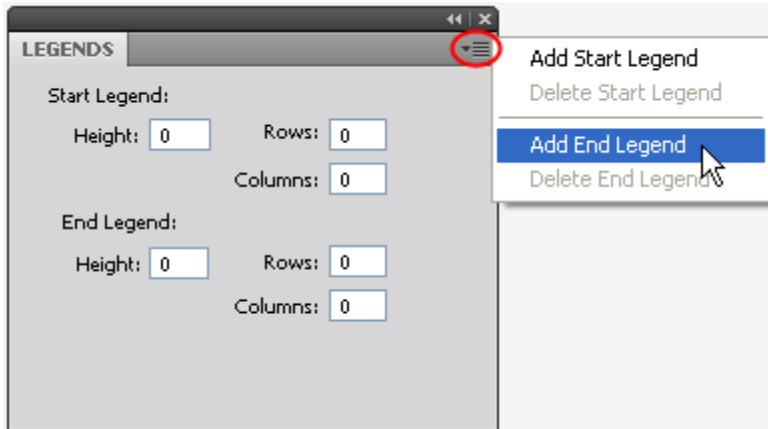 LEGENDS
Start Legend:
Height: 0 Rows: 0
Columns: 0
End Legend:
Height: 0 Rows: 0
Columns: 0
Add Start Legend
Delete Start Legend
Add End Legend
Delete End Legend